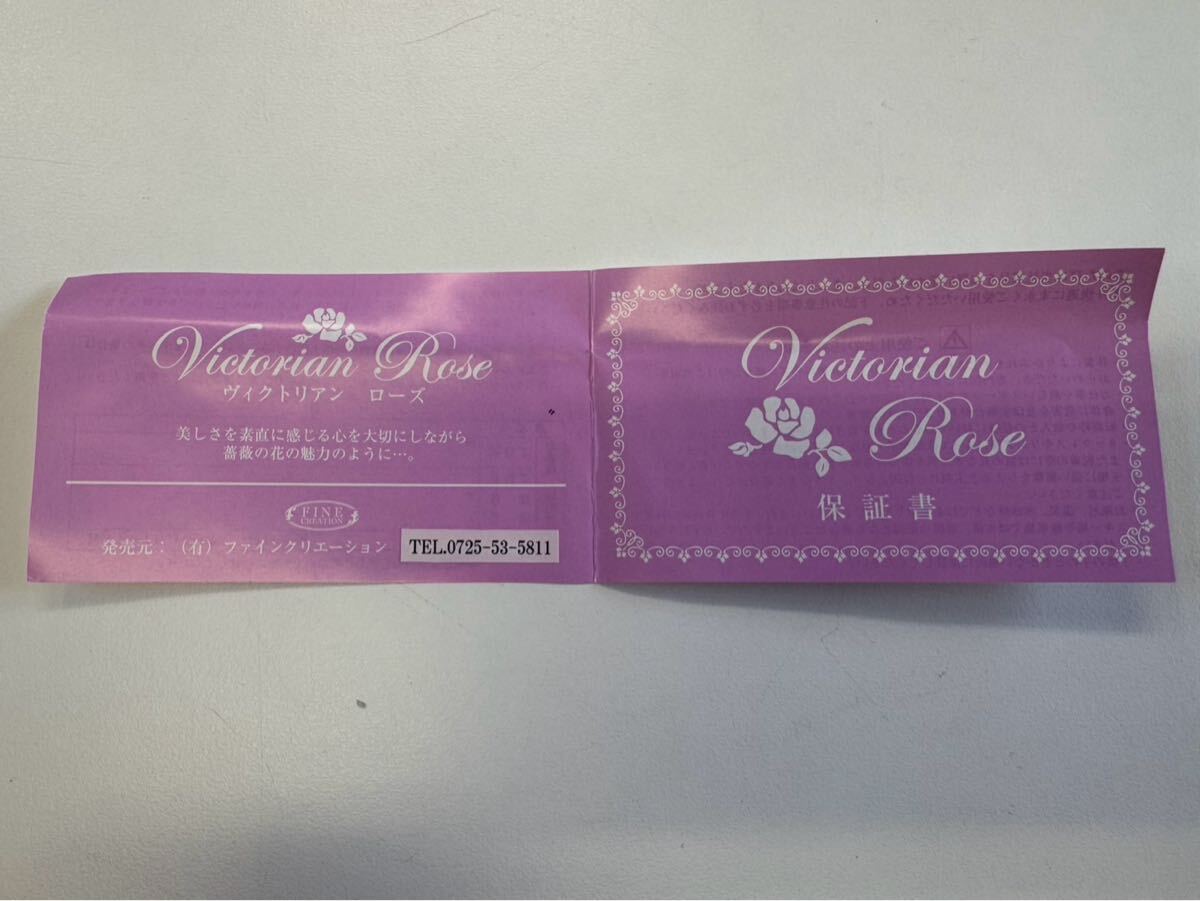 Victorian Rose
ヴィクトリアン ローズ
美しさを素直に感じる心を大切にしながら
薔薇の花の魅力のように…。
FINE
CREATION
発売元：（有）ファインクリエーション TEL.0725-53-5811
Victorian
Rose
保証書